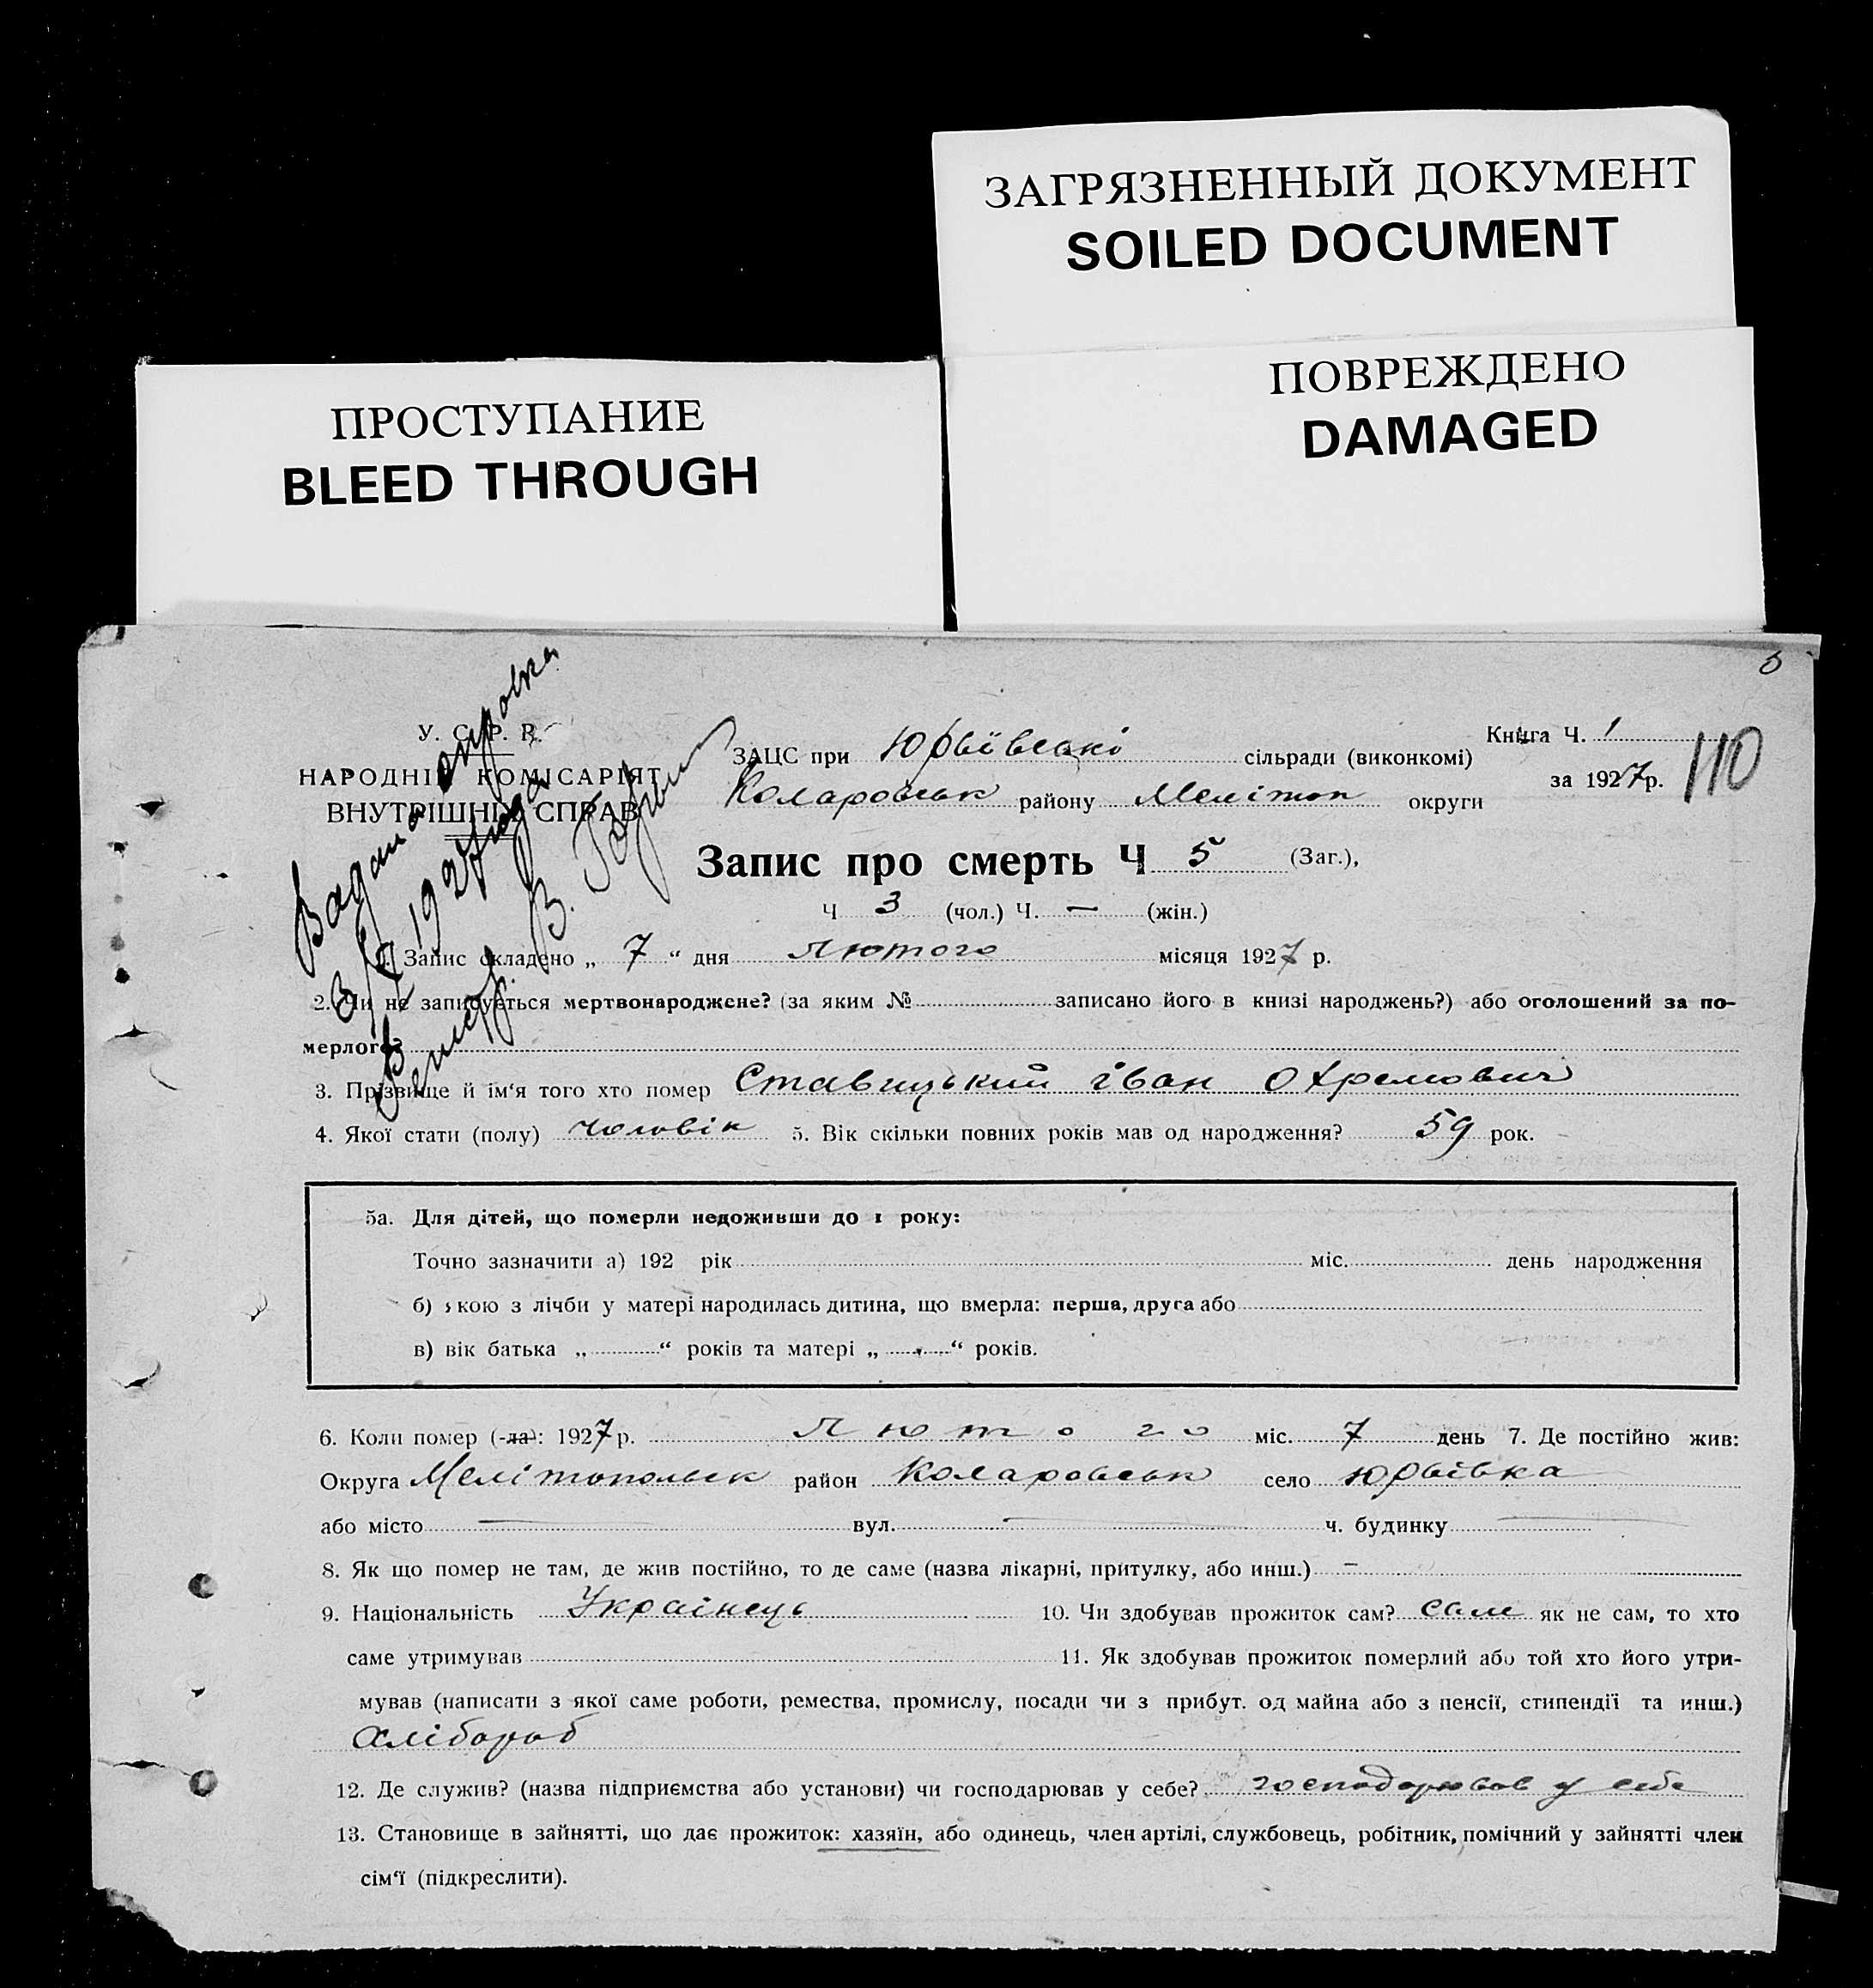 ЗАГРЯЗНЕННЫЙ ДОКУМЕНТ
SOILED DOCUMENT
ПОВРЕЖДЕНО
DAMAGED
ПРОСТУПАНИЕ
BLEED THROUGH
5
У. С. Р. Р.
НАРОДНІЙ КОМІСАРІЯТ
ВНУТРІШНІХ СПРАВ
ЗАЦС при Юрьївські сільради (виконкомі)
Коларовськ району Мелітоп округи
Книга Ч. 1
за 1927 р.
110
Запис про смерть Ч 5 (Заг.),
Ч 3 (чол.) Ч. — (жін.)
1. Запис складено „ 7 “ дня лютого місяця 1927 р.
2. Чи не записується мертвонароджене? (за яким № записано його в книзі народжень?) або оголошений за по-
мерлого?
3. Прізвище й ім‘я того хто помер Ставицький іван Охремович
4. Якої стати (полу) чоловік 5. Вік скільки повних років мав од народження? 59 рок.
5а. Для дітей, що померли недоживши до 1 року:
Точно зазначити а) 192 рік міс. день народження
б) якою з лічби у матері народилась дитина, що вмерла: перша, друга або
в) вік батька „ “ років та матері „ “ років.
6. Коли помер (-ла): 1927 р. лютого міс. 7 день 7. Де постійно жив:
Округа Мелітопольск район Коларовськ село Юрьївка
або місто — вул. — ч. будинку —
8. Як що помер не там, де жив постійно, то де саме (назва лікарні, притулку, або инш.) —
9. Національність Украінець 10. Чи здобував прожиток сам? сам як не сам, то хто
саме утримував 11. Як здобував прожиток померлий або той хто його утри-
мував (написати з якої саме роботи, ремества, промислу, посади чи з прибут. од майна або з пенсії, стипендії та инш.)
Хлібороб
12. Де служив? (назва підприємства або установи) чи господарював у себе? господарював у себе
13. Становище в зайнятті, що дає прожиток: хазяїн, або одинець, член артілі, службовець, робітник, помічний у зайнятті член
сім‘ї (підкреслити).